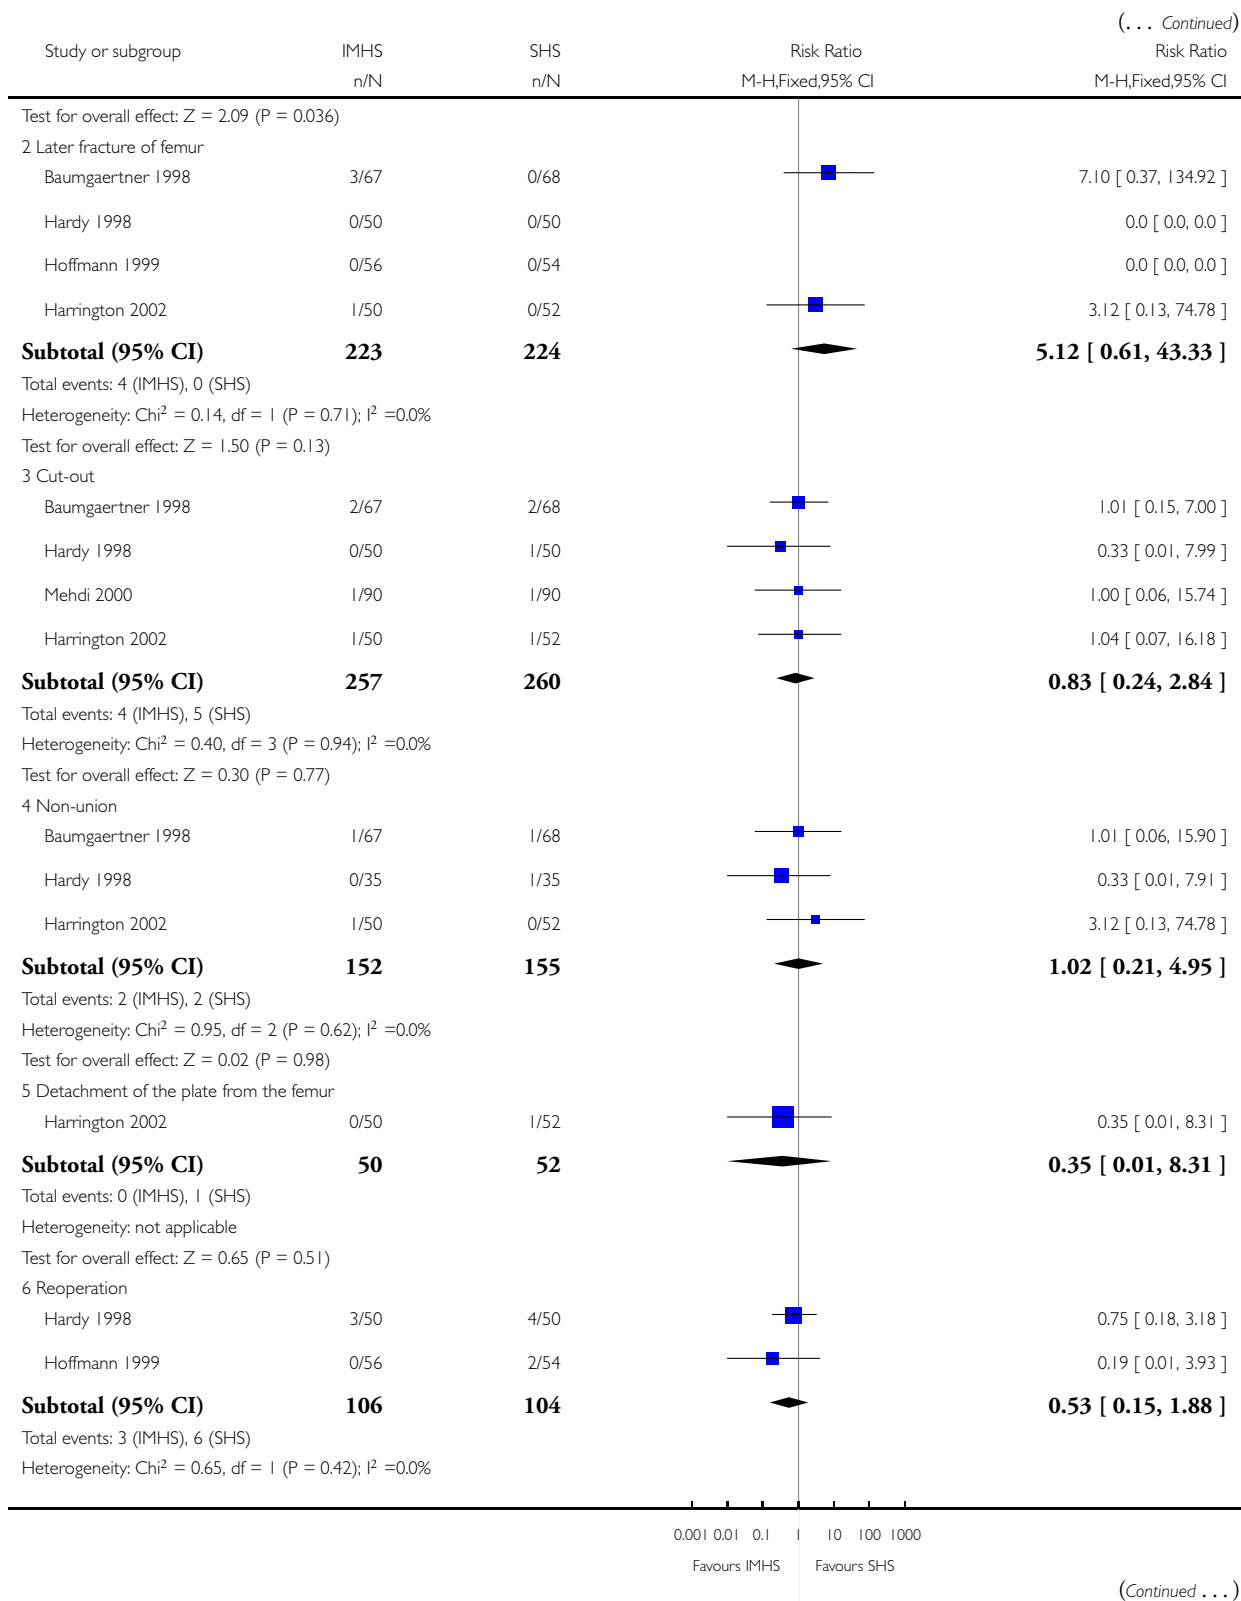 (... Continued)
Study or subgroup IMHS SHS Risk Ratio Risk Ratio
n/N n/N M-H,Fixed,95% CI M-H,Fixed,95% CI
Test for overall effect: Z = 2.09 (P = 0.036)
2 Later fracture of femur
Baumgaertner 1998 3/67 0/68 7.10 [ 0.37, 134.92 ]
Hardy 1998 0/50 0/50 0.0 [ 0.0, 0.0 ]
Hoffmann 1999 0/56 0/54 0.0 [ 0.0, 0.0 ]
Harrington 2002 1/50 0/52 3.12 [ 0.13, 74.78 ]
Subtotal (95% CI) 223 224 5.12 [ 0.61, 43.33 ]
Total events: 4 (IMHS), 0 (SHS)
Heterogeneity: Chi² = 0.14, df = 1 (P = 0.71); I² =0.0%
Test for overall effect: Z = 1.50 (P = 0.13)
3 Cut-out
Baumgaertner 1998 2/67 2/68 1.01 [ 0.15, 7.00 ]
Hardy 1998 0/50 1/50 0.33 [ 0.01, 7.99 ]
Mehdi 2000 1/90 1/90 1.00 [ 0.06, 15.74 ]
Harrington 2002 1/50 1/52 1.04 [ 0.07, 16.18 ]
Subtotal (95% CI) 257 260 0.83 [ 0.24, 2.84 ]
Total events: 4 (IMHS), 5 (SHS)
Heterogeneity: Chi² = 0.40, df = 3 (P = 0.94); I² =0.0%
Test for overall effect: Z = 0.30 (P = 0.77)
4 Non-union
Baumgaertner 1998 1/67 1/68 1.01 [ 0.06, 15.90 ]
Hardy 1998 0/35 1/35 0.33 [ 0.01, 7.91 ]
Harrington 2002 1/50 0/52 3.12 [ 0.13, 74.78 ]
Subtotal (95% CI) 152 155 1.02 [ 0.21, 4.95 ]
Total events: 2 (IMHS), 2 (SHS)
Heterogeneity: Chi² = 0.95, df = 2 (P = 0.62); I² =0.0%
Test for overall effect: Z = 0.02 (P = 0.98)
5 Detachment of the plate from the femur
Harrington 2002 0/50 1/52 0.35 [ 0.01, 8.31 ]
Subtotal (95% CI) 50 52 0.35 [ 0.01, 8.31 ]
Total events: 0 (IMHS), 1 (SHS)
Heterogeneity: not applicable
Test for overall effect: Z = 0.65 (P = 0.51)
6 Reoperation
Hardy 1998 3/50 4/50 0.75 [ 0.18, 3.18 ]
Hoffmann 1999 0/56 2/54 0.19 [ 0.01, 3.93 ]
Subtotal (95% CI) 106 104 0.53 [ 0.15, 1.88 ]
Total events: 3 (IMHS), 6 (SHS)
Heterogeneity: Chi² = 0.65, df = 1 (P = 0.42); I² =0.0%
0.001 0.01 0.1 1 10 100 1000
Favours IMHS Favours SHS
(Continued ...)